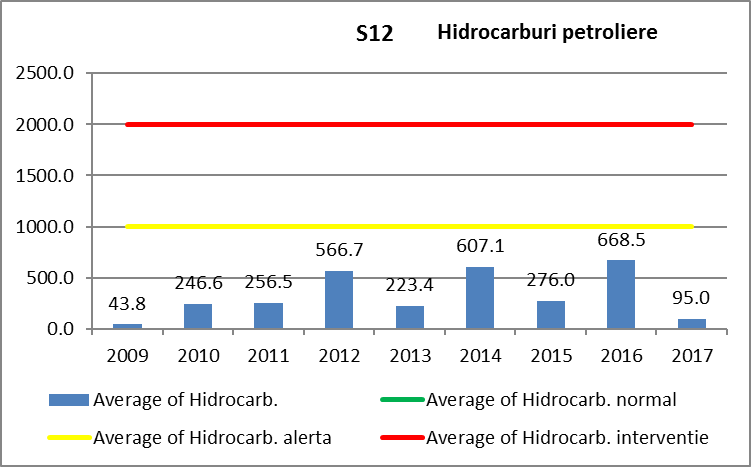 S12 Hidrocarburi petroliere
2500.0
2000.0
1500.0
1000.0
500.0
0.0
43.8 246.6 256.5 566.7 223.4 607.1 276.0 668.5 95.0
2009 2010 2011 2012 2013 2014 2015 2016 2017
Average of Hidrocarb. Average of Hidrocarb. normal
Average of Hidrocarb. alerta Average of Hidrocarb. interventie